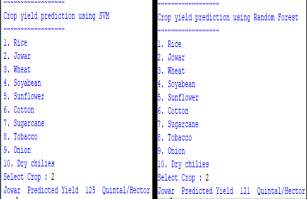 ~~~~~~~~~~~~~~~~~~~
Crop yield prediction using SVM
~~~~~~~~~~~~~~~~~~~
1. Rice
2. Jowar
3. Wheat
4. Soyabean
5. Sunflower
6. Cotton
7. Sugarcane
8. Tobacco
9. Onion
10. Dry chilies
Select Crop : 2
Jowar Predicted Yield 125 Quintal/Hector
~~~~~~~~~~~~~~~~~~~
Crop yield prediction using Random Forest
~~~~~~~~~~~~~~~~~~~
1. Rice
2. Jowar
3. Wheat
4. Soyabean
5. Sunflower
6. Cotton
7. Sugarcane
8. Tobacco
9. Onion
10. Dry chilies
Select Crop : 2
Jowar Predicted Yield 121 Quintal/Hector